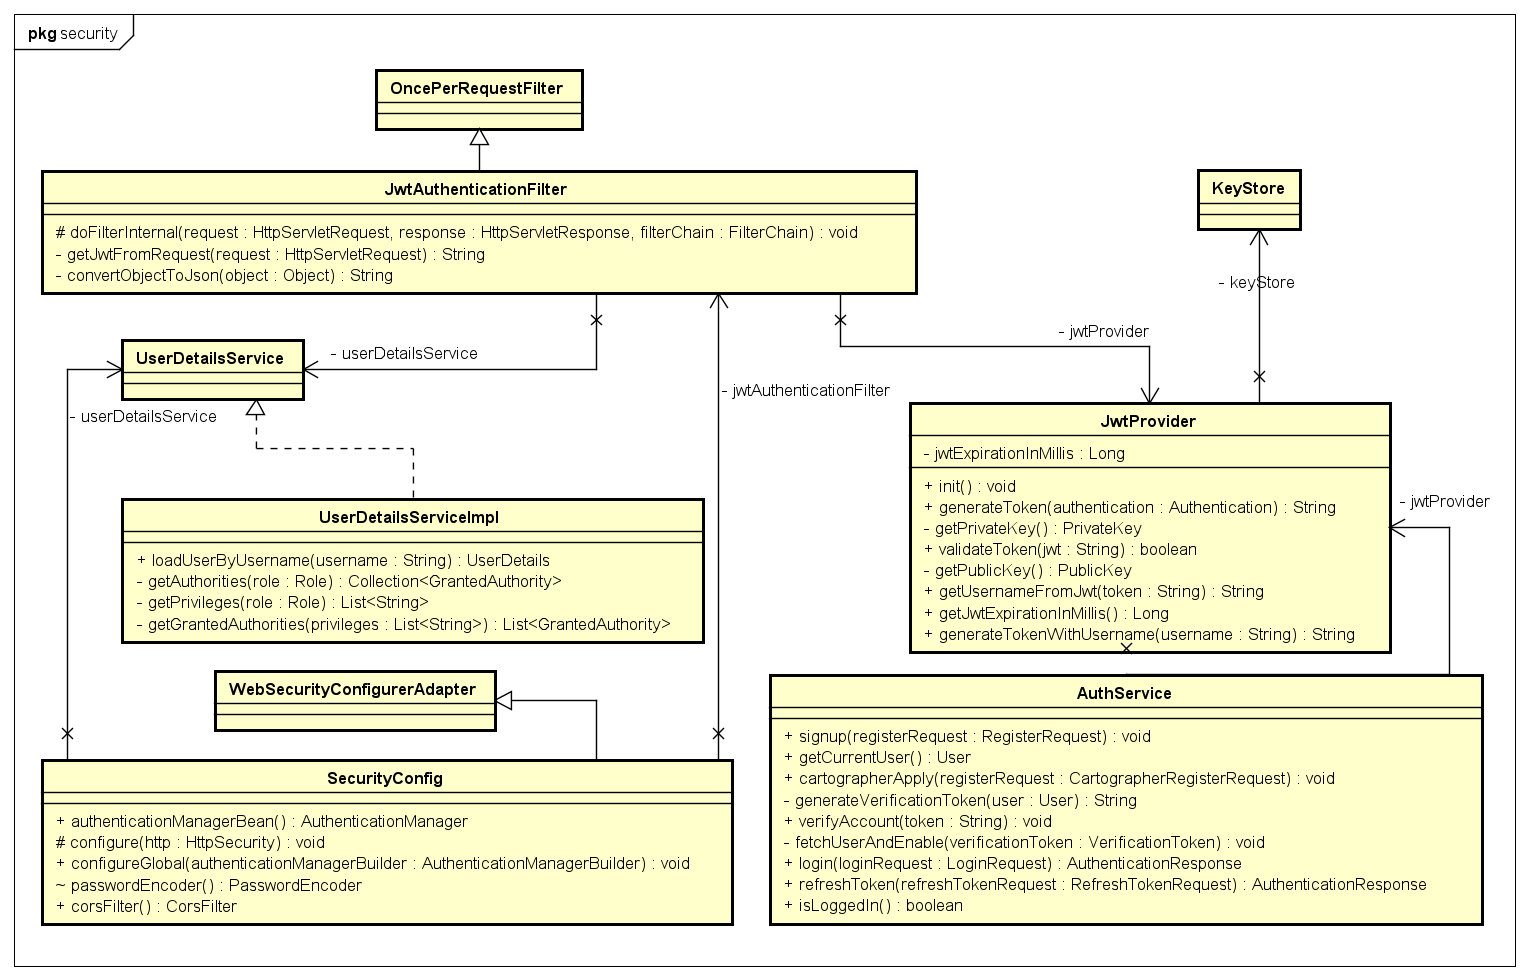 pkg security
OncePerRequestFilter
JwtAuthenticationFilter
# doFilterInternal(request : HttpServletRequest, response : HttpServletResponse, filterChain : FilterChain) : void
- getJwtFromRequest(request : HttpServletRequest) : String
- convertObjectToJson(object : Object) : String
KeyStore
- keyStore
- jwtProvider
UserDetailsService
- userDetailsService
- jwtAuthenticationFilter
- userDetailsService
JwtProvider
- jwtExpirationInMillis : Long
+ init() : void
+ generateToken(authentication : Authentication) : String
- getPrivateKey() : PrivateKey
+ validateToken(jwt : String) : boolean
- getPublicKey() : PublicKey
+ getUsernameFromJwt(token : String) : String
+ getJwtExpirationInMillis() : Long
+ generateTokenWithUsername(username : String) : String
- jwtProvider
UserDetailsServiceImpl
+ loadUserByUsername(username : String) : UserDetails
- getAuthorities(role : Role) : Collection<GrantedAuthority>
- getPrivileges(role : Role) : List<String>
- getGrantedAuthorities(privileges : List<String>) : List<GrantedAuthority>
WebSecurityConfigurerAdapter
SecurityConfig
+ authenticationManagerBean() : AuthenticationManager
# configure(http : HttpSecurity) : void
+ configureGlobal(authenticationManagerBuilder : AuthenticationManagerBuilder) : void
~ passwordEncoder() : PasswordEncoder
+ corsFilter() : CorsFilter
AuthService
+ signup(registerRequest : RegisterRequest) : void
+ getCurrentUser() : User
+ cartographerApply(registerRequest : CartographerRegisterRequest) : void
- generateVerificationToken(user : User) : String
+ verifyAccount(token : String) : void
- fetchUserAndEnable(verificationToken : VerificationToken) : void
+ login(loginRequest : LoginRequest) : AuthenticationResponse
+ refreshToken(refreshTokenRequest : RefreshTokenRequest) : AuthenticationResponse
+ isLoggedIn() : boolean